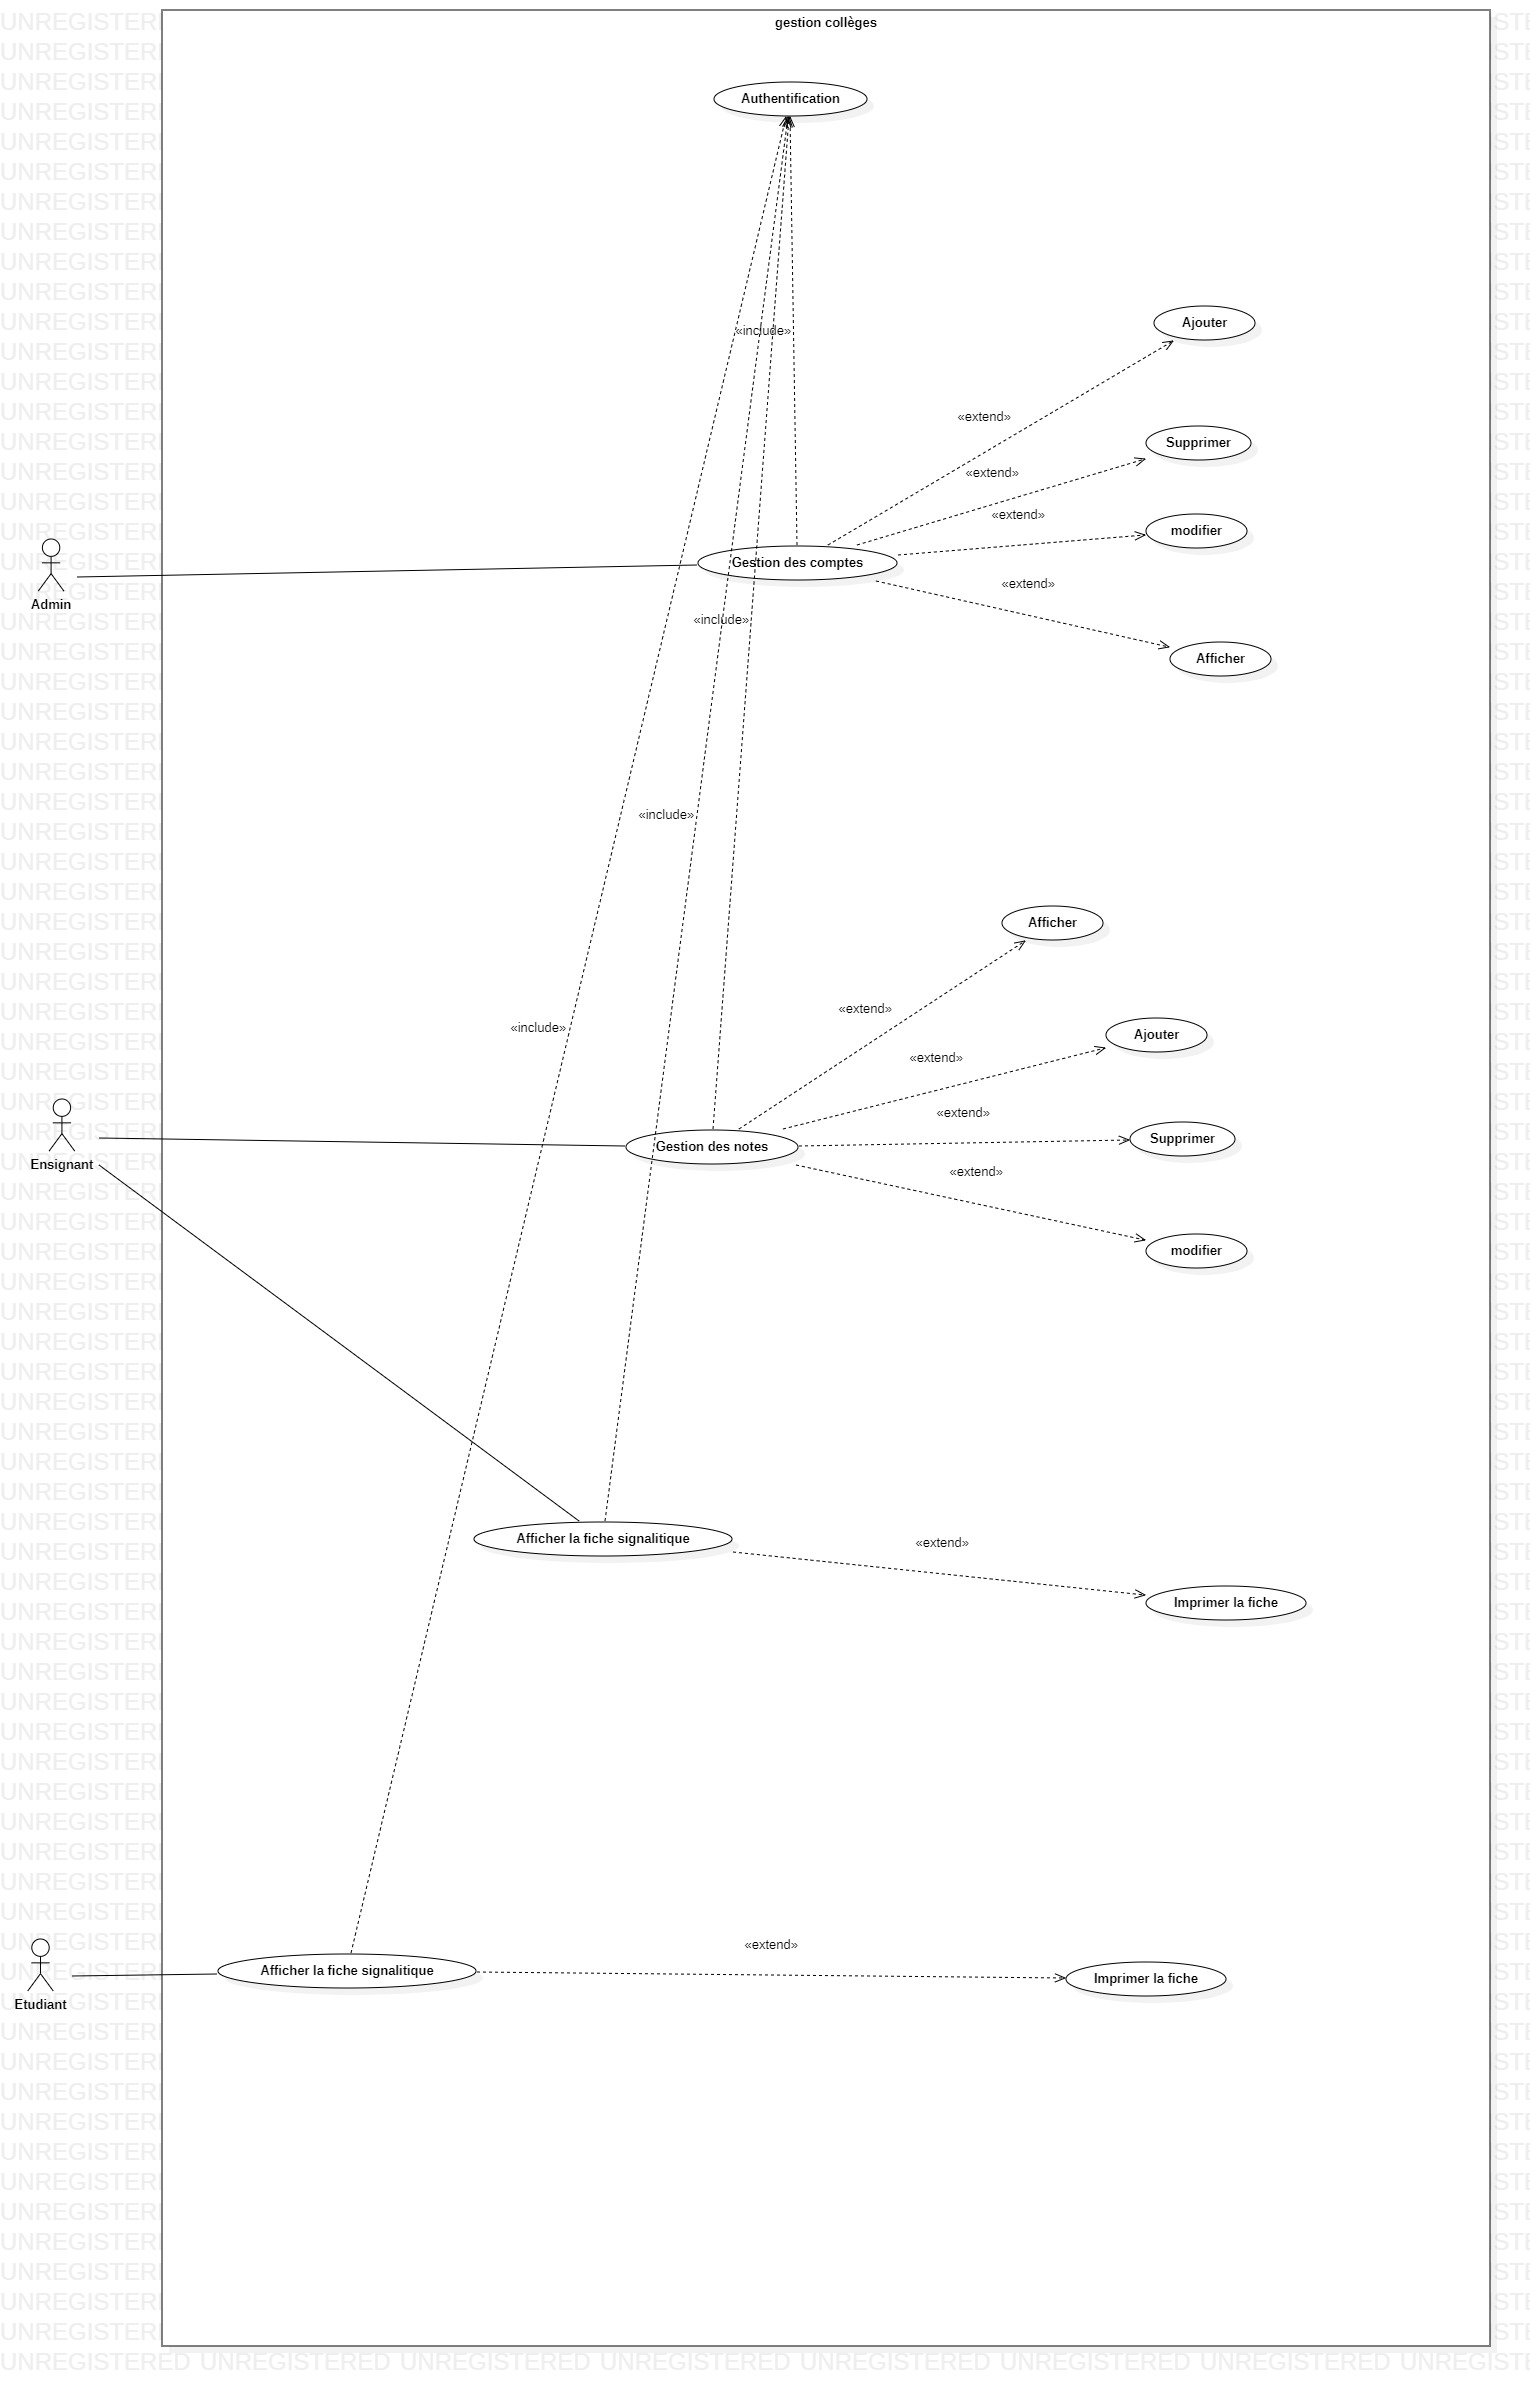 gestion collèges
Authentification
«include»
Ajouter
«extend»
Supprimer
«extend»
«extend»
modifier
Gestion des comptes
«extend»
Admin
«include»
Afficher
«include»
Afficher
«extend»
«include»
Ajouter
«extend»
«extend»
Supprimer
Gestion des notes
Ensignant
«extend»
modifier
Afficher la fiche signalitique
«extend»
Imprimer la fiche
«extend»
Afficher la fiche signalitique
Imprimer la fiche
Etudiant
UNREGISTERED UNREGISTERED UNREGISTERED UNREGISTERED UNREGISTERED UNREGISTERED UNREGISTERED UNREGISTE